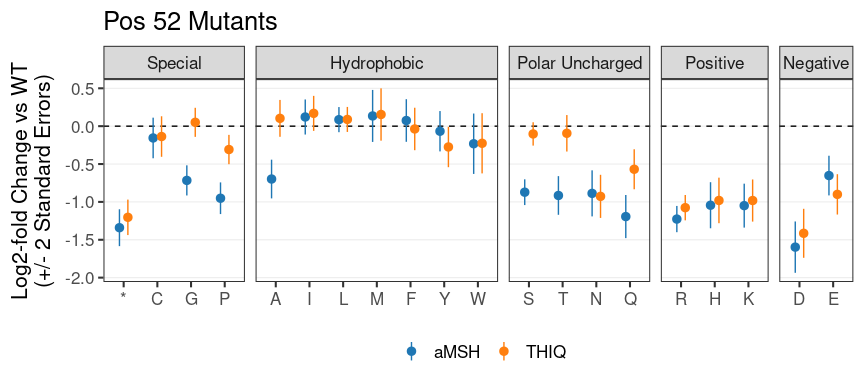 Pos 52 Mutants
Special Hydrophobic Polar Uncharged Positive Negative
Log2-fold Change vs WT
(+/- 2 Standard Errors)
0.5
0.0
-0.5
-1.0
-1.5
-2.0
* C G P A I L M F Y W S T N Q R H K D E
aMSH THIQ